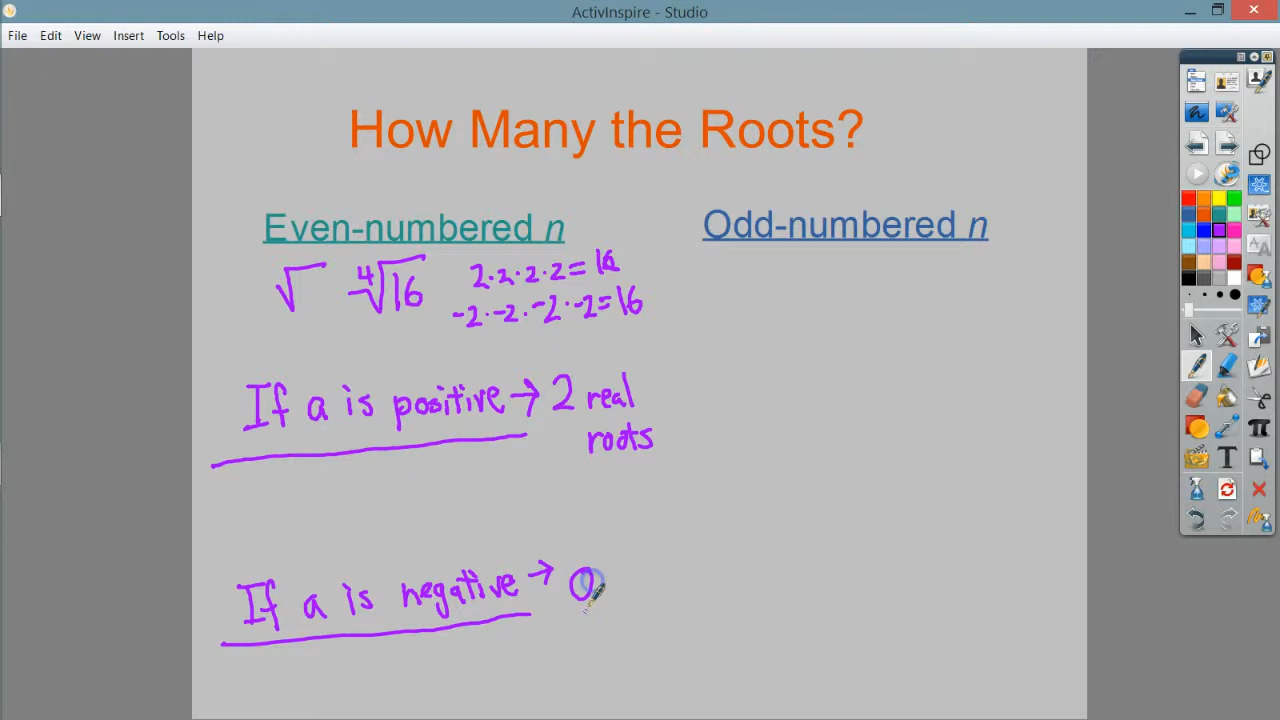 ActivInspire - Studio
File Edit View Insert Tools Help
How Many the Roots?
Even-numbered n
√ ⁴√16
2·2·2·2=16
-2·-2·-2·-2=16
If a is positive → 2 real
roots
If a is negative → 0
Odd-numbered n